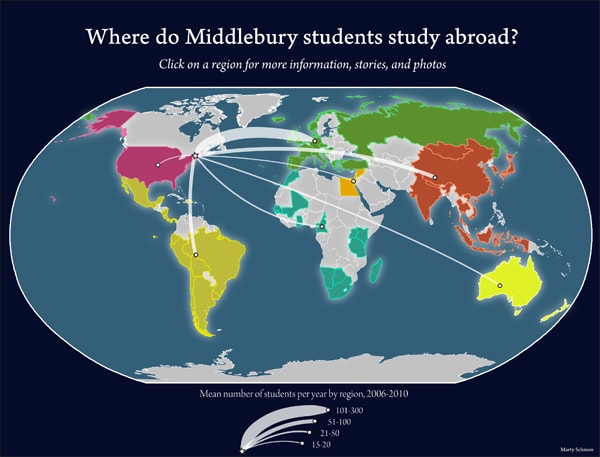 Where do Middlebury students study abroad?
Click on a region for more information, stories, and photos
Mean number of students per year by region, 2006-2010
101-300
51-100
21-50
15-20
Marty Schnure